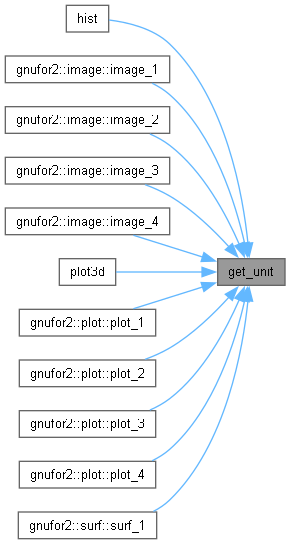 hist
gnufor2::image::image_1
gnufor2::image::image_2
gnufor2::image::image_3
gnufor2::image::image_4
get_unit
plot3d
gnufor2::plot::plot_1
gnufor2::plot::plot_2
gnufor2::plot::plot_3
gnufor2::plot::plot_4
gnufor2::surf::surf_1